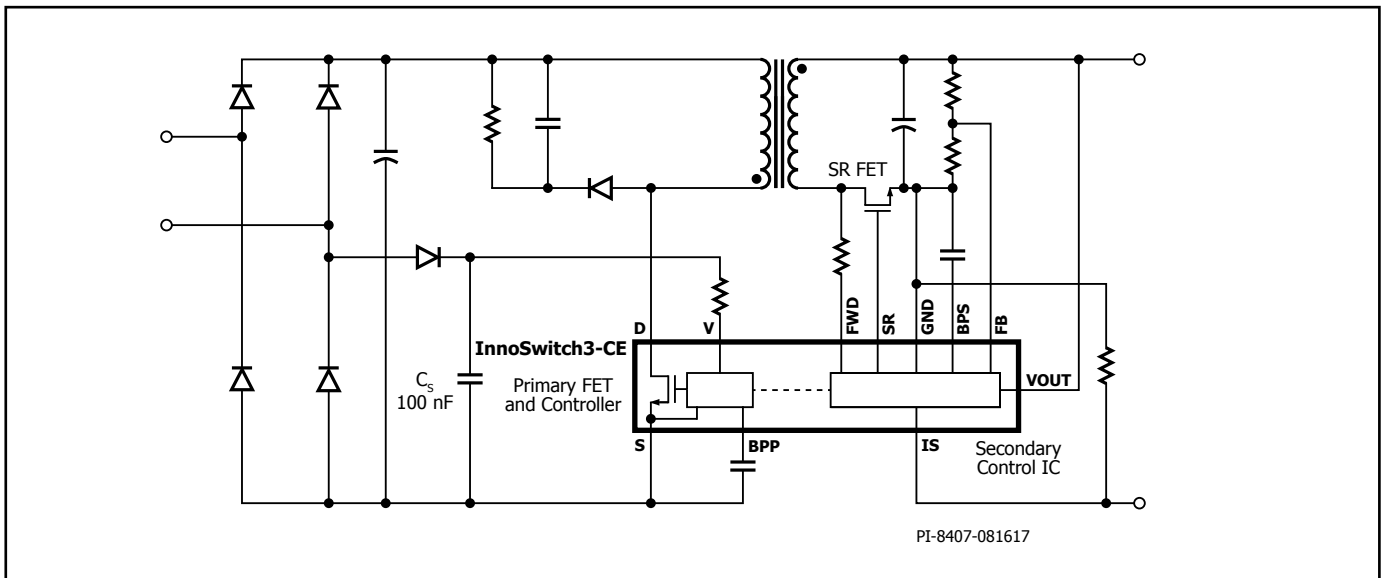 SR FET
FWD
SR
GND
BPS
FB
D
V
InnoSwitch3-CE
VOUT
Cs
100 nF
Primary FET
and Controller
S
BPP
IS
Secondary
Control IC
PI-8407-081617